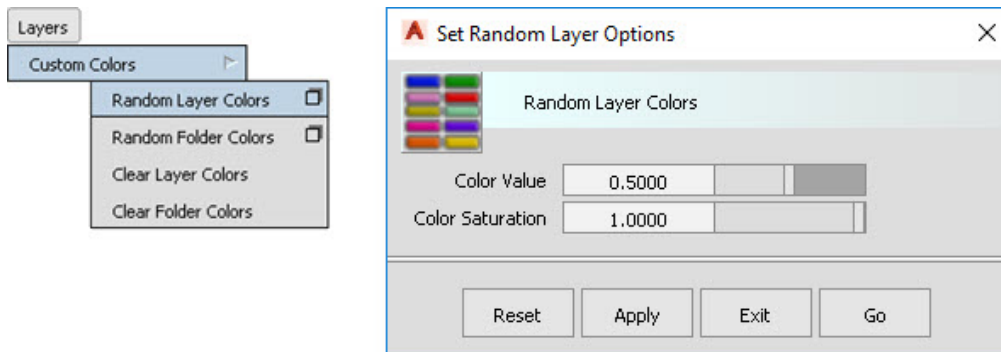 Layers
Custom Colors
Random Layer Colors
Random Folder Colors
Clear Layer Colors
Clear Folder Colors
Set Random Layer Options
Random Layer Colors
Color Value 0.5000
Color Saturation 1.0000
Reset Apply Exit Go